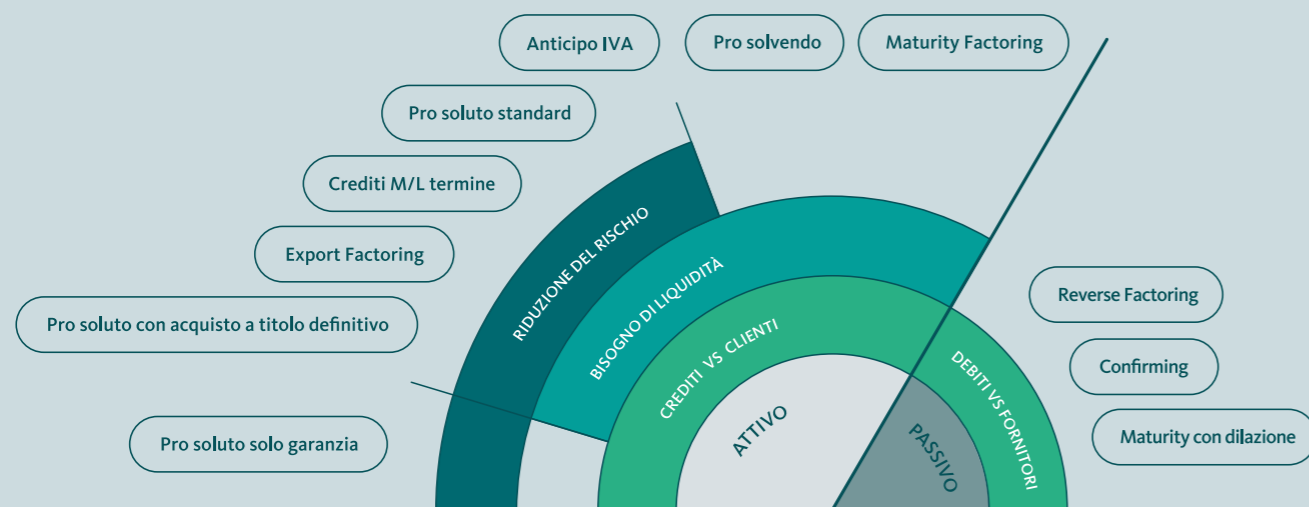 Anticipo IVA
Pro solvendo
Maturity Factoring
Pro soluto standard
Crediti M/L termine
Export Factoring
Pro soluto con acquisto a titolo definitivo
Pro soluto solo garanzia
RIDUZIONE DEL RISCHIO
BISOGNO DI LIQUIDITÀ
CREDITI VS CLIENTI
ATTIVO
PASSIVO
DEBITI VS FORNITORI
Reverse Factoring
Confirming
Maturity con dilazione